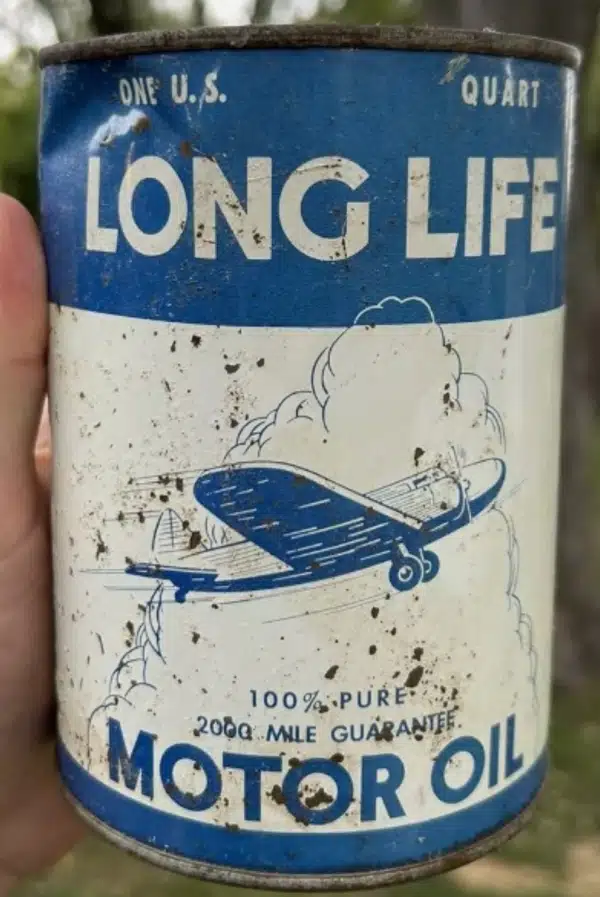 ONE U.S. QUART
LONG LIFE
100% PURE
2000 MILE GUARANTEE
MOTOR OIL